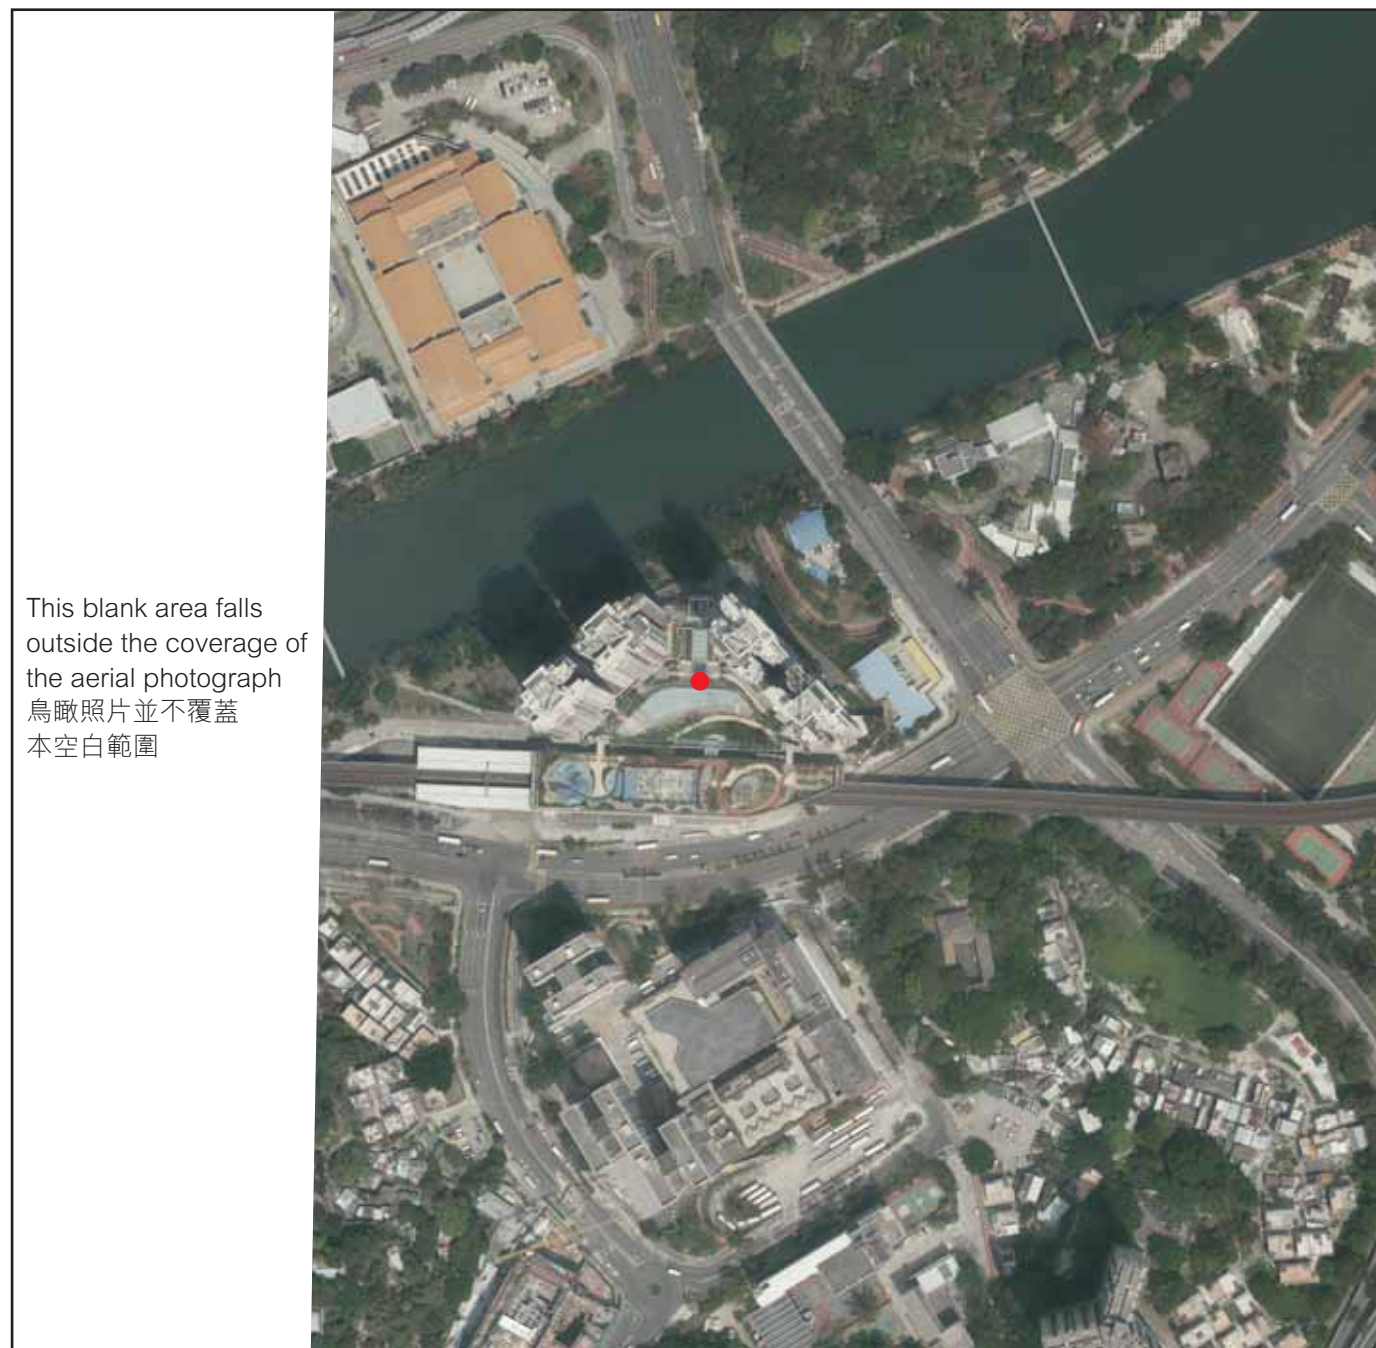 This blank area falls
outside the coverage of
the aerial photograph
鳥瞰照片並不覆蓋
本空白範圍